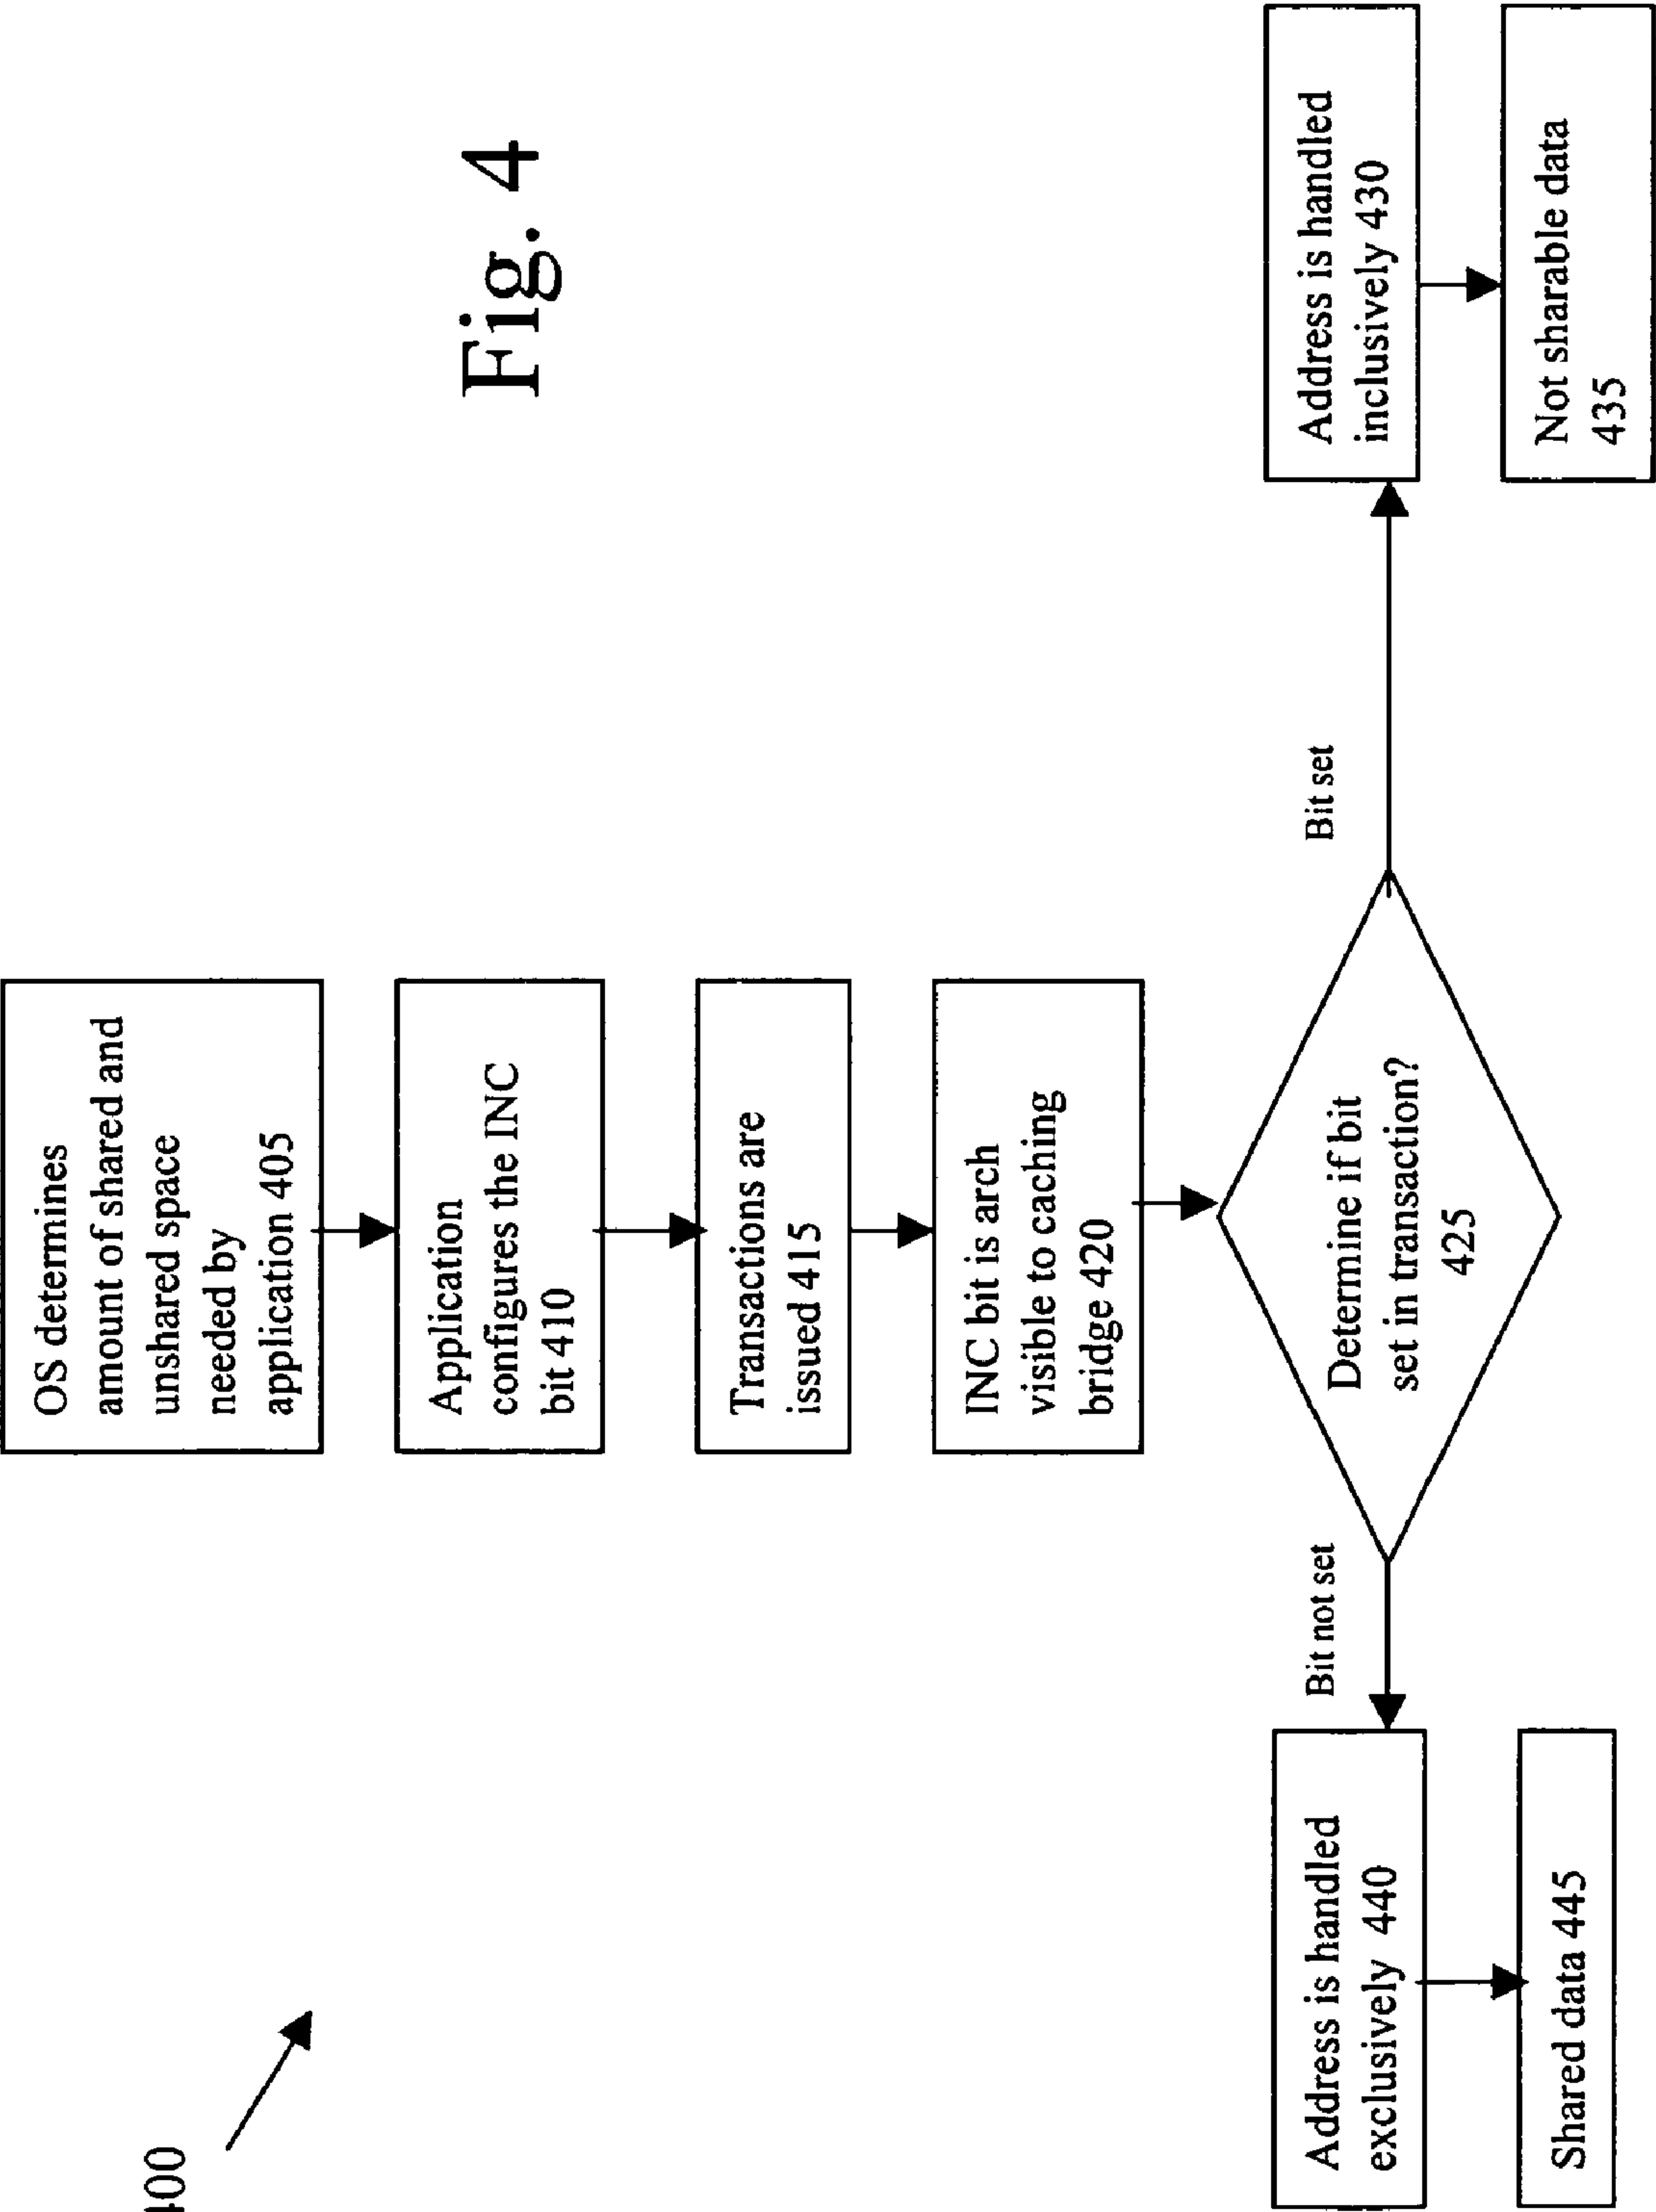 400
Fig. 4
OS determines
amount of shared and
unshared space
needed by
application 405
Application
configures the INC
bit 410
Transactions are
issued 415
INC bit is arch
visible to caching
bridge 420
Determine if bit
set in transaction?
425
Bit not set
Bit set
Address is handled
exclusively 440
Shared data 445
Address is handled
inclusively 430
Not sharable data
435